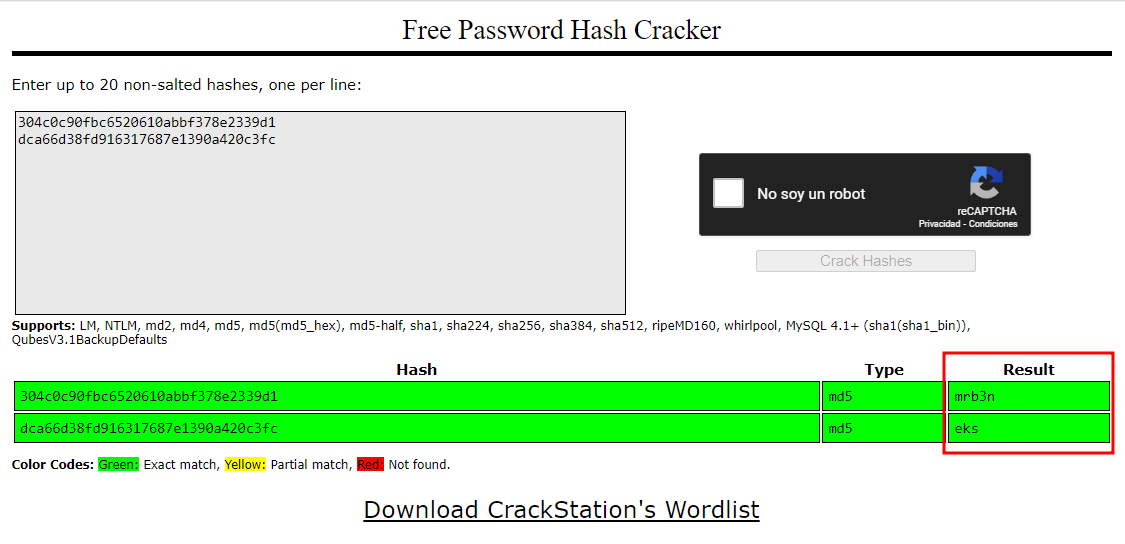 Free Password Hash Cracker
Enter up to 20 non-salted hashes, one per line:
304c0c90fbc6520610abbf378e2339d1
dca66d38fd916317687e1390a420c3fc
No soy un robot
reCAPTCHA
Privacidad - Condiciones
Crack Hashes
Supports: LM, NTLM, md2, md4, md5, md5(md5_hex), md5-half, sha1, sha224, sha256, sha384, sha512, ripeMD160, whirlpool, MySQL 4.1+ (sha1(sha1_bin)),
QubesV3.1BackupDefaults
Hash Type Result
304c0c90fbc6520610abbf378e2339d1 md5 mrb3n
dca66d38fd916317687e1390a420c3fc md5 eks
Color Codes: Green: Exact match, Yellow: Partial match, Red: Not found.
Download CrackStation's Wordlist